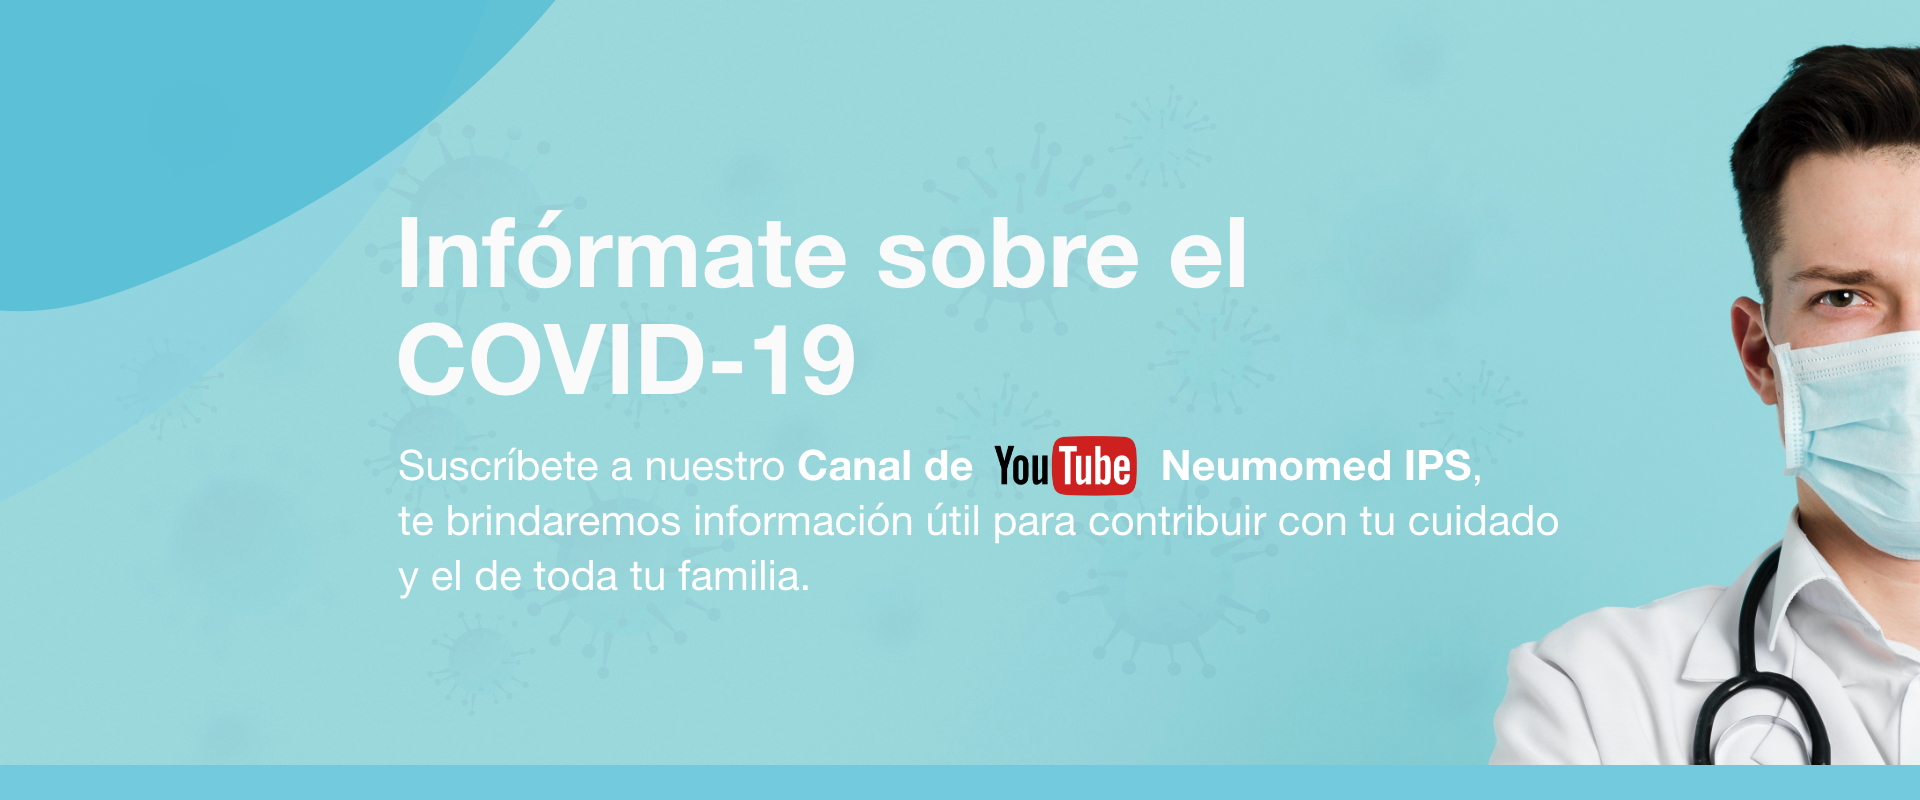 Infórmate sobre el
COVID-19
Suscríbete a nuestro Canal de YouTube Neumomed IPS,
te brindaremos información útil para contribuir con tu cuidado
y el de toda tu familia.